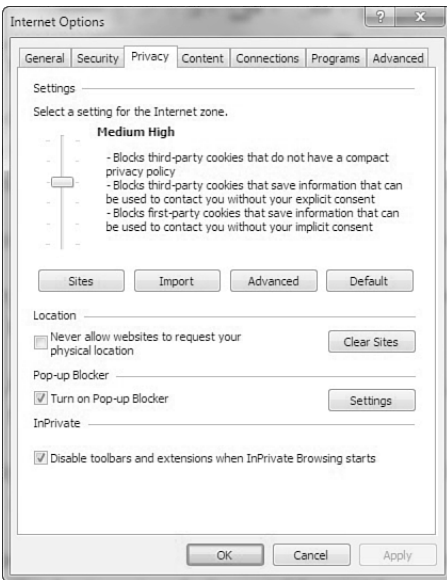 Internet Options
General Security Privacy Content Connections Programs Advanced
Settings
Select a setting for the Internet zone.
Medium High
- Blocks third-party cookies that do not have a compact
privacy policy
- Blocks third-party cookies that save information that can
be used to contact you without your explicit consent
- Blocks first-party cookies that save information that can
be used to contact you without your implicit consent
Sites Import Advanced Default
Location
Never allow websites to request your
physical location
Clear Sites
Pop-up Blocker
Turn on Pop-up Blocker Settings
InPrivate
Disable toolbars and extensions when InPrivate Browsing starts
OK Cancel Apply